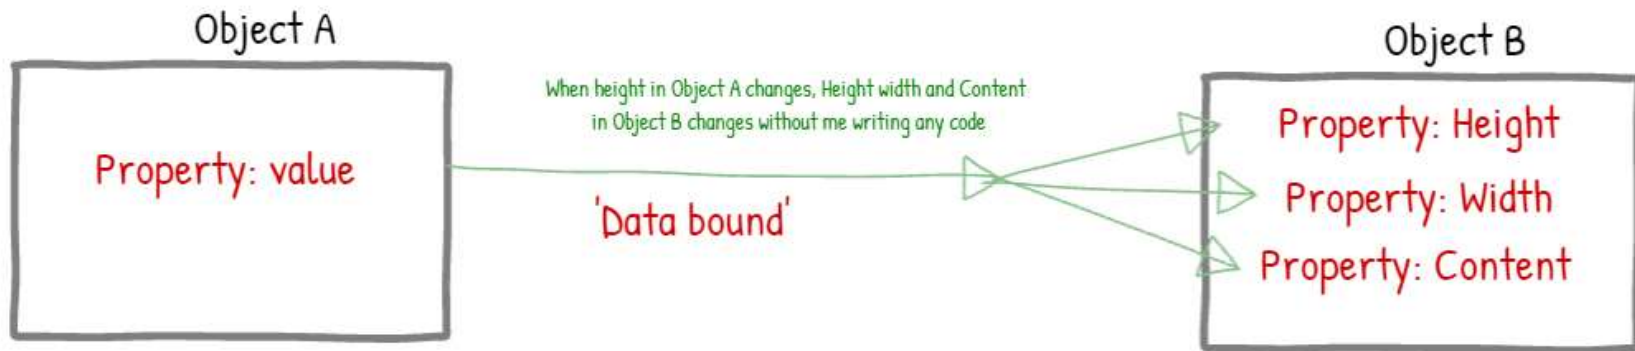 Object A
Property: value
When height in Object A changes, Height width and Content
in Object B changes without me writing any code
'Data bound'
Object B
Property: Height
Property: Width
Property: Content